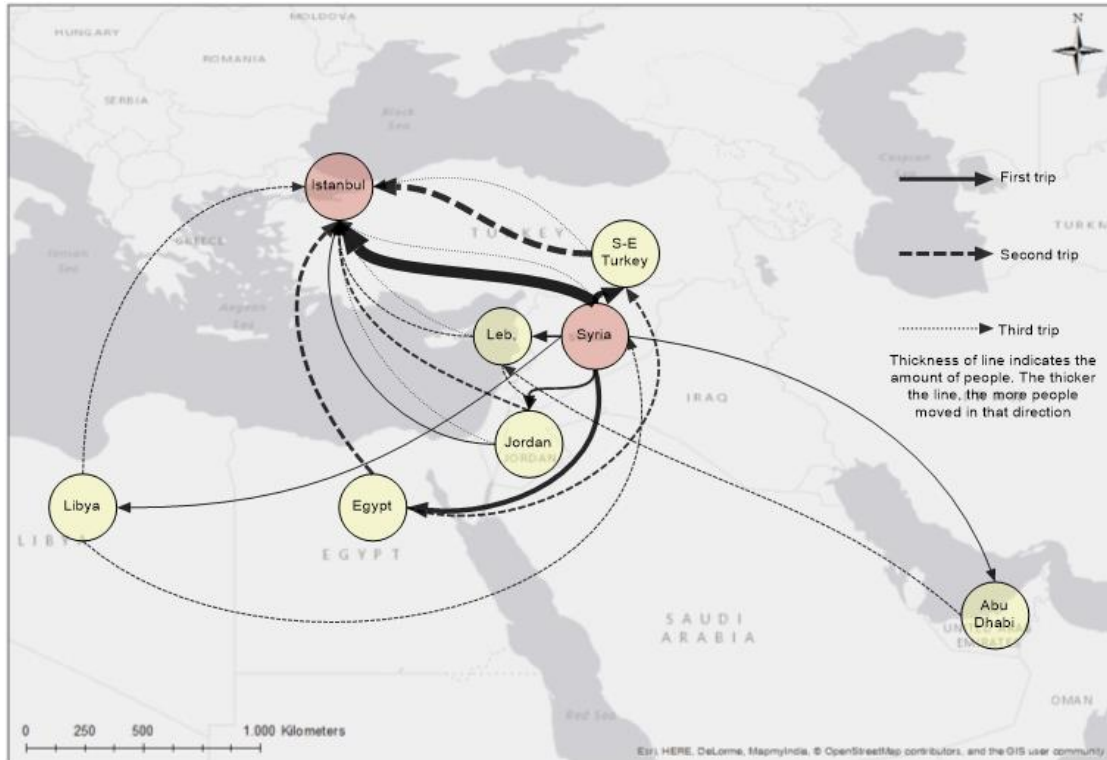 MOLDOVA
N
HUNGARY
ROMANIA
SERBIA
Black
Sea
Caspian
Istanbul
First trip
GREECE
TURKEY
S-E
Turkey
TURKM
Ionian
Sea
Second trip
Aegean
Sea
Leb.
Syria
Third trip
Thickness of line indicates the
amount of people. The thicker
the line, the more people
moved in that direction
IRAQ
Jordan
JORDAN
Libya
Egypt
LIBYA
EGYPT
Abu
Dhabi
SAUDI
ARABIA
UNITED ARAB
EMIRATES
OMAN
Red Sea
0 250 500 1.000 Kilometers
Esri, HERE, DeLorme, MapmyIndia, © OpenStreetMap contributors, and the GIS user community